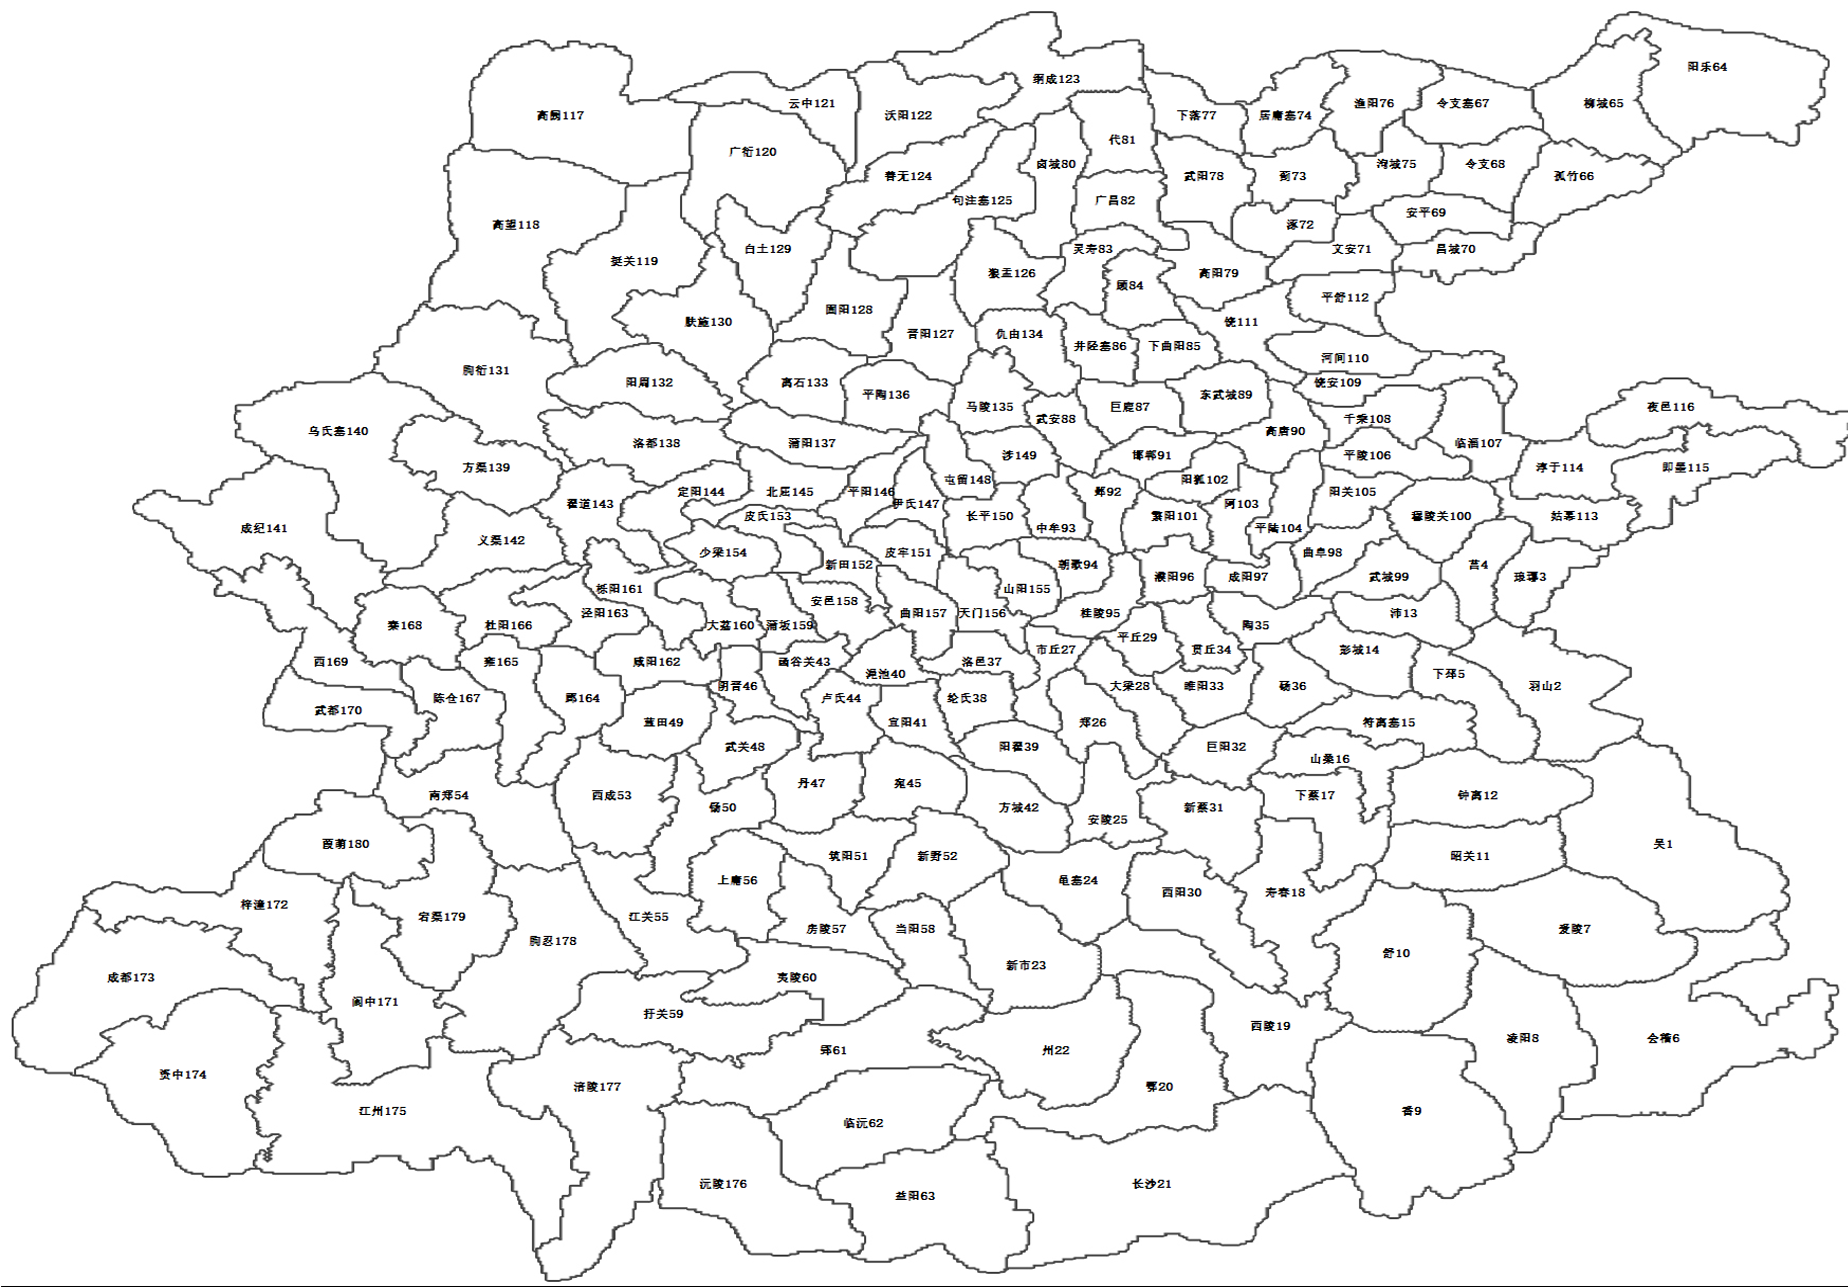 阳乐64
纲成123
高阙117
云中121
沃阳122
下落77
居庸塞74
渔阳76
令支塞67
柳城65
广衍120
代81
卤城80
善无124
武阳78
蓟73
泃城75
令支68
孤竹66
句注塞125
广昌82
安平69
高望118
涿72
挺关119
白土129
灵寿83
文安71
昌城70
狼盂126
高阳79
顾84
平舒112
固阳128
肤施130
饶111
晋阳127
仇由134
井陉塞86
下曲阳85
河间110
朐衍131
阳周132
离石133
饶安109
平陶136
东武城89
马陵135
巨鹿87
夜邑116
武安88
千乘108
乌氏塞140
高唐90
洛都138
蒲阳137
临淄107
涉149
邯郸91
平陵106
方渠139
淳于114
即墨115
屯留148
阳狐102
定阳144
北屈145
平阳146
邺92
阳关105
翟道143
伊氏147
阿103
皮氏153
长平150
繁阳101
馨陵关100
姑幕113
成纪141
中牟93
平陆104
义渠142
少梁154
皮牢151
曲阜98
新田152
朝歌94
莒4
濮阳96
成阳97
武城99
琅琊3
栎阳161
山阳155
安邑158
泾阳163
曲阳157
天门156
桂陵95
沛13
秦168
杜阳166
大荔160
蒲坂159
陶35
平丘29
市丘27
贯丘34
彭城14
西169
雍165
咸阳162
函谷关43
洛邑37
渑池40
下邳5
阴晋46
大梁28
睢阳33
砀36
羽山2
陈仓167
郿164
卢氏44
纶氏38
武都170
蓝田49
宜阳41
郑26
符离塞15
武关48
阳翟39
巨阳32
山桑16
丹47
宛45
南郑54
西成53
下蔡17
钟离12
钖50
方城42
新蔡31
安陵25
葭萌180
吴1
筑阳51
新野52
昭关11
上庸56
黾塞24
酉阳30
寿春18
梓潼172
宕渠179
江关55
房陵57
当阳58
爰陵7
朐忍178
舒10
新市23
成都173
夷陵60
阆中171
扞关59
西陵19
凌阳8
会稽6
郢61
州22
资中174
涪陵177
鄂20
江州175
番9
临沅62
沅陵176
长沙21
益阳63